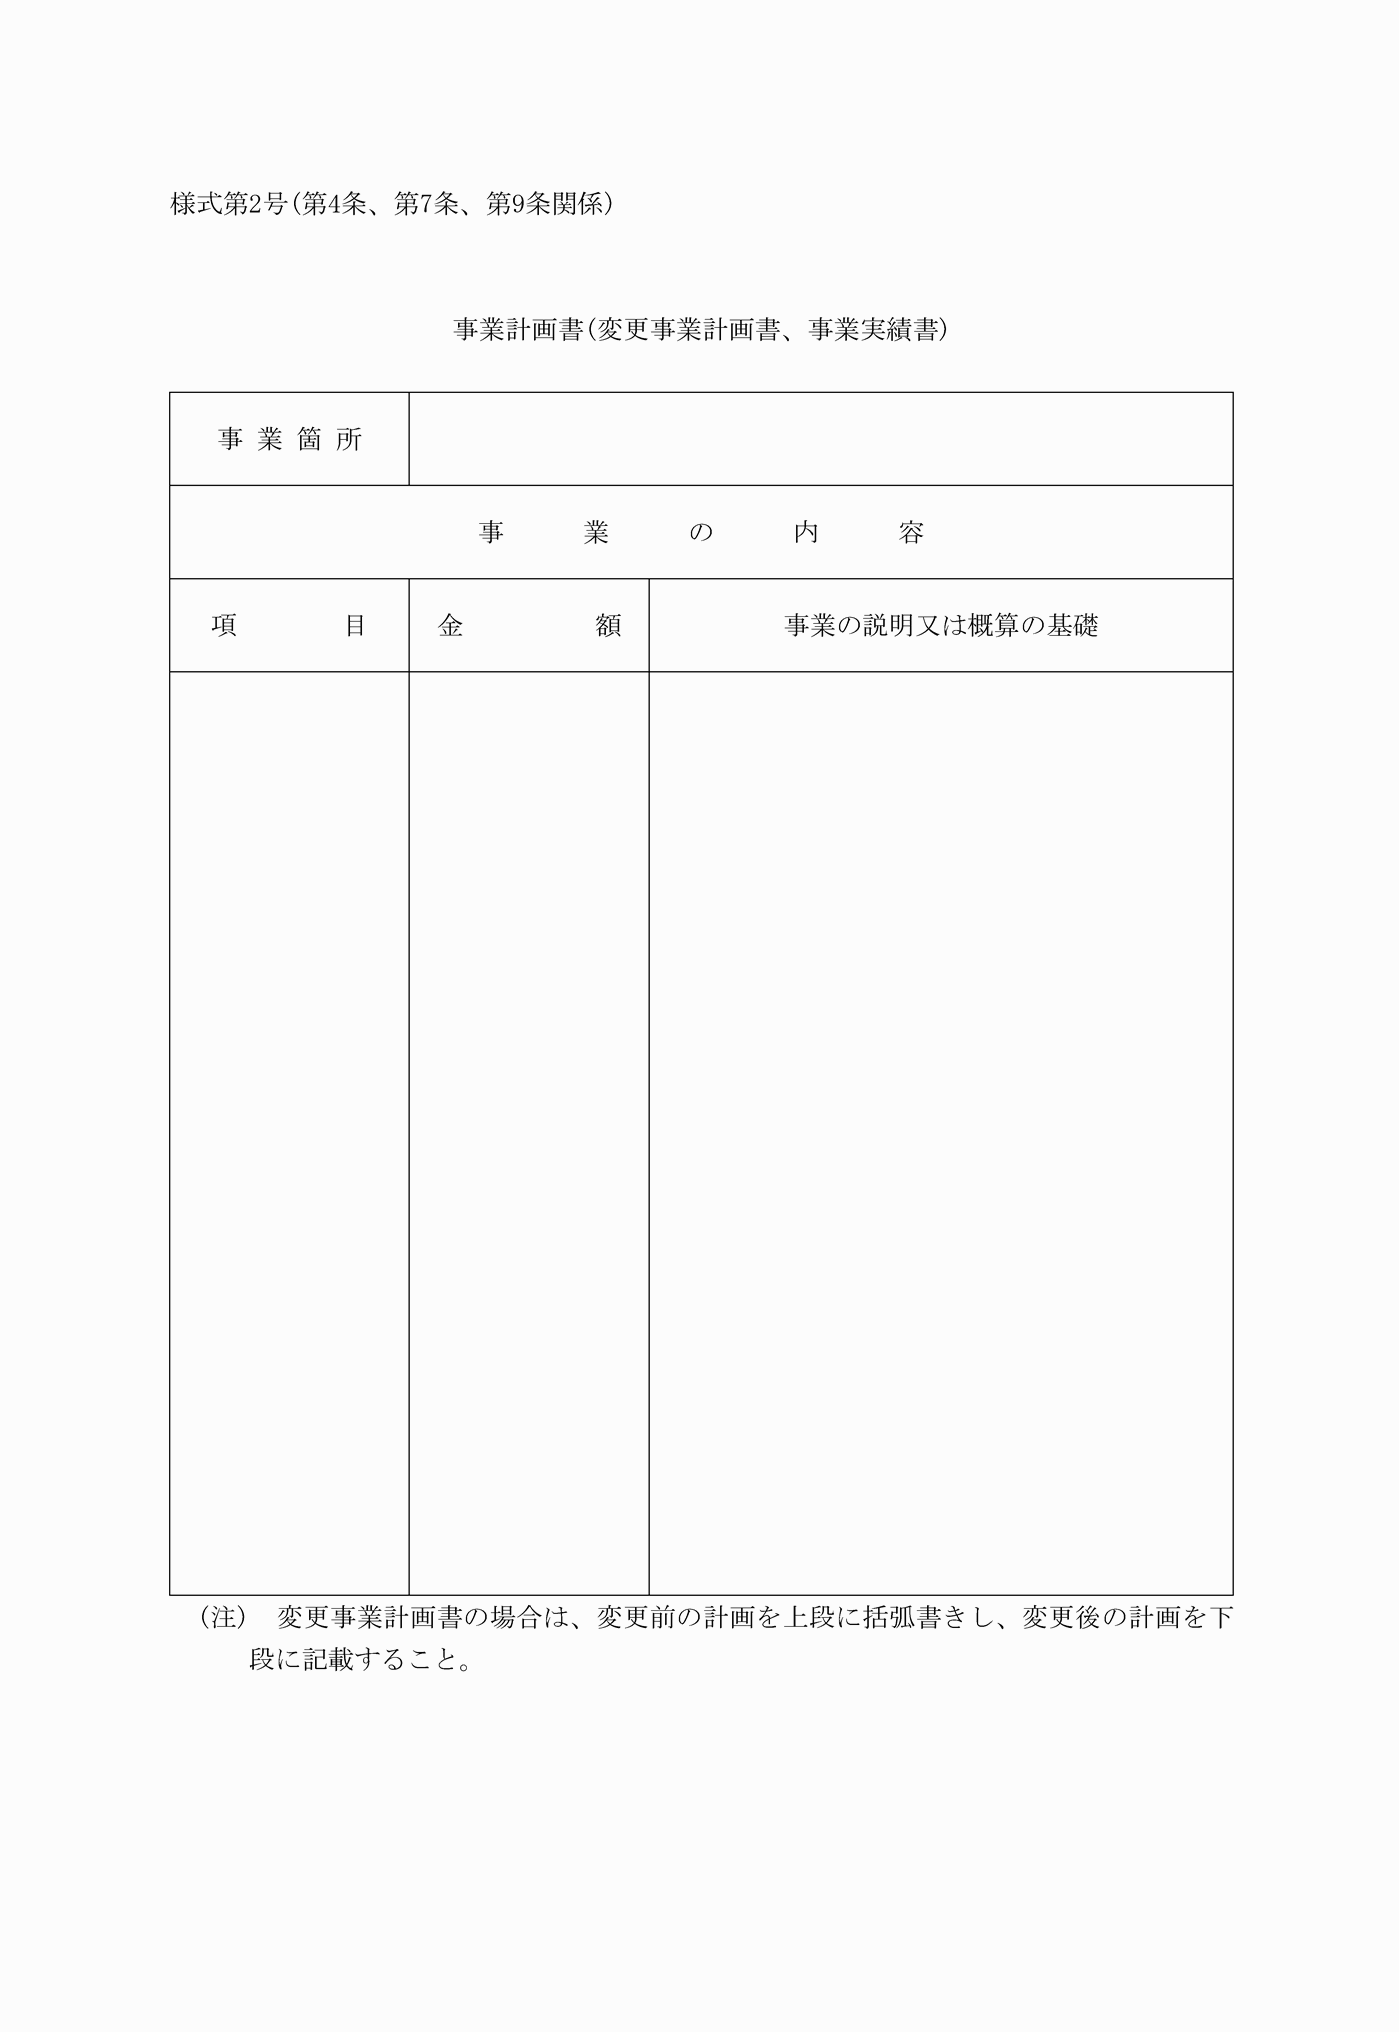 様式第2号(第4条、第7条、第9条関係)
事業計画書(変更事業計画書、事業実績書)
事業箇所
事業の内容
項目 金額 事業の説明又は概算の基礎
(注) 変更事業計画書の場合は、変更前の計画を上段に括弧書きし、変更後の計画を下
段に記載すること。